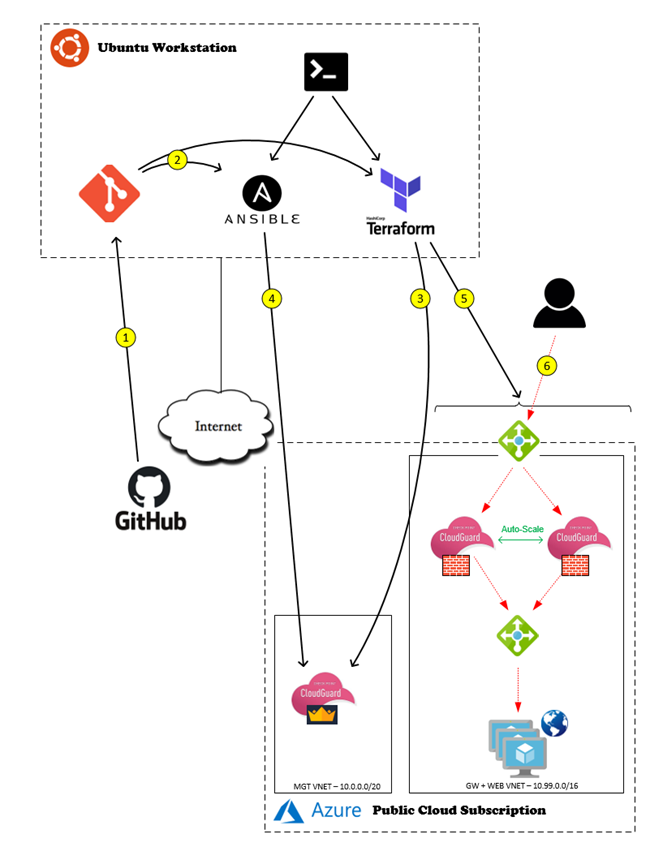 Ubuntu Workstation
>_
2
ANSIBLE
HashiCorp
Terraform
4
3
5
1
6
Internet
GitHub
Auto-Scale
CloudGuard
CloudGuard
CloudGuard
MGT VNET – 10.0.0.0/20
GW + WEB VNET – 10.99.0.0/16
Azure Public Cloud Subscription